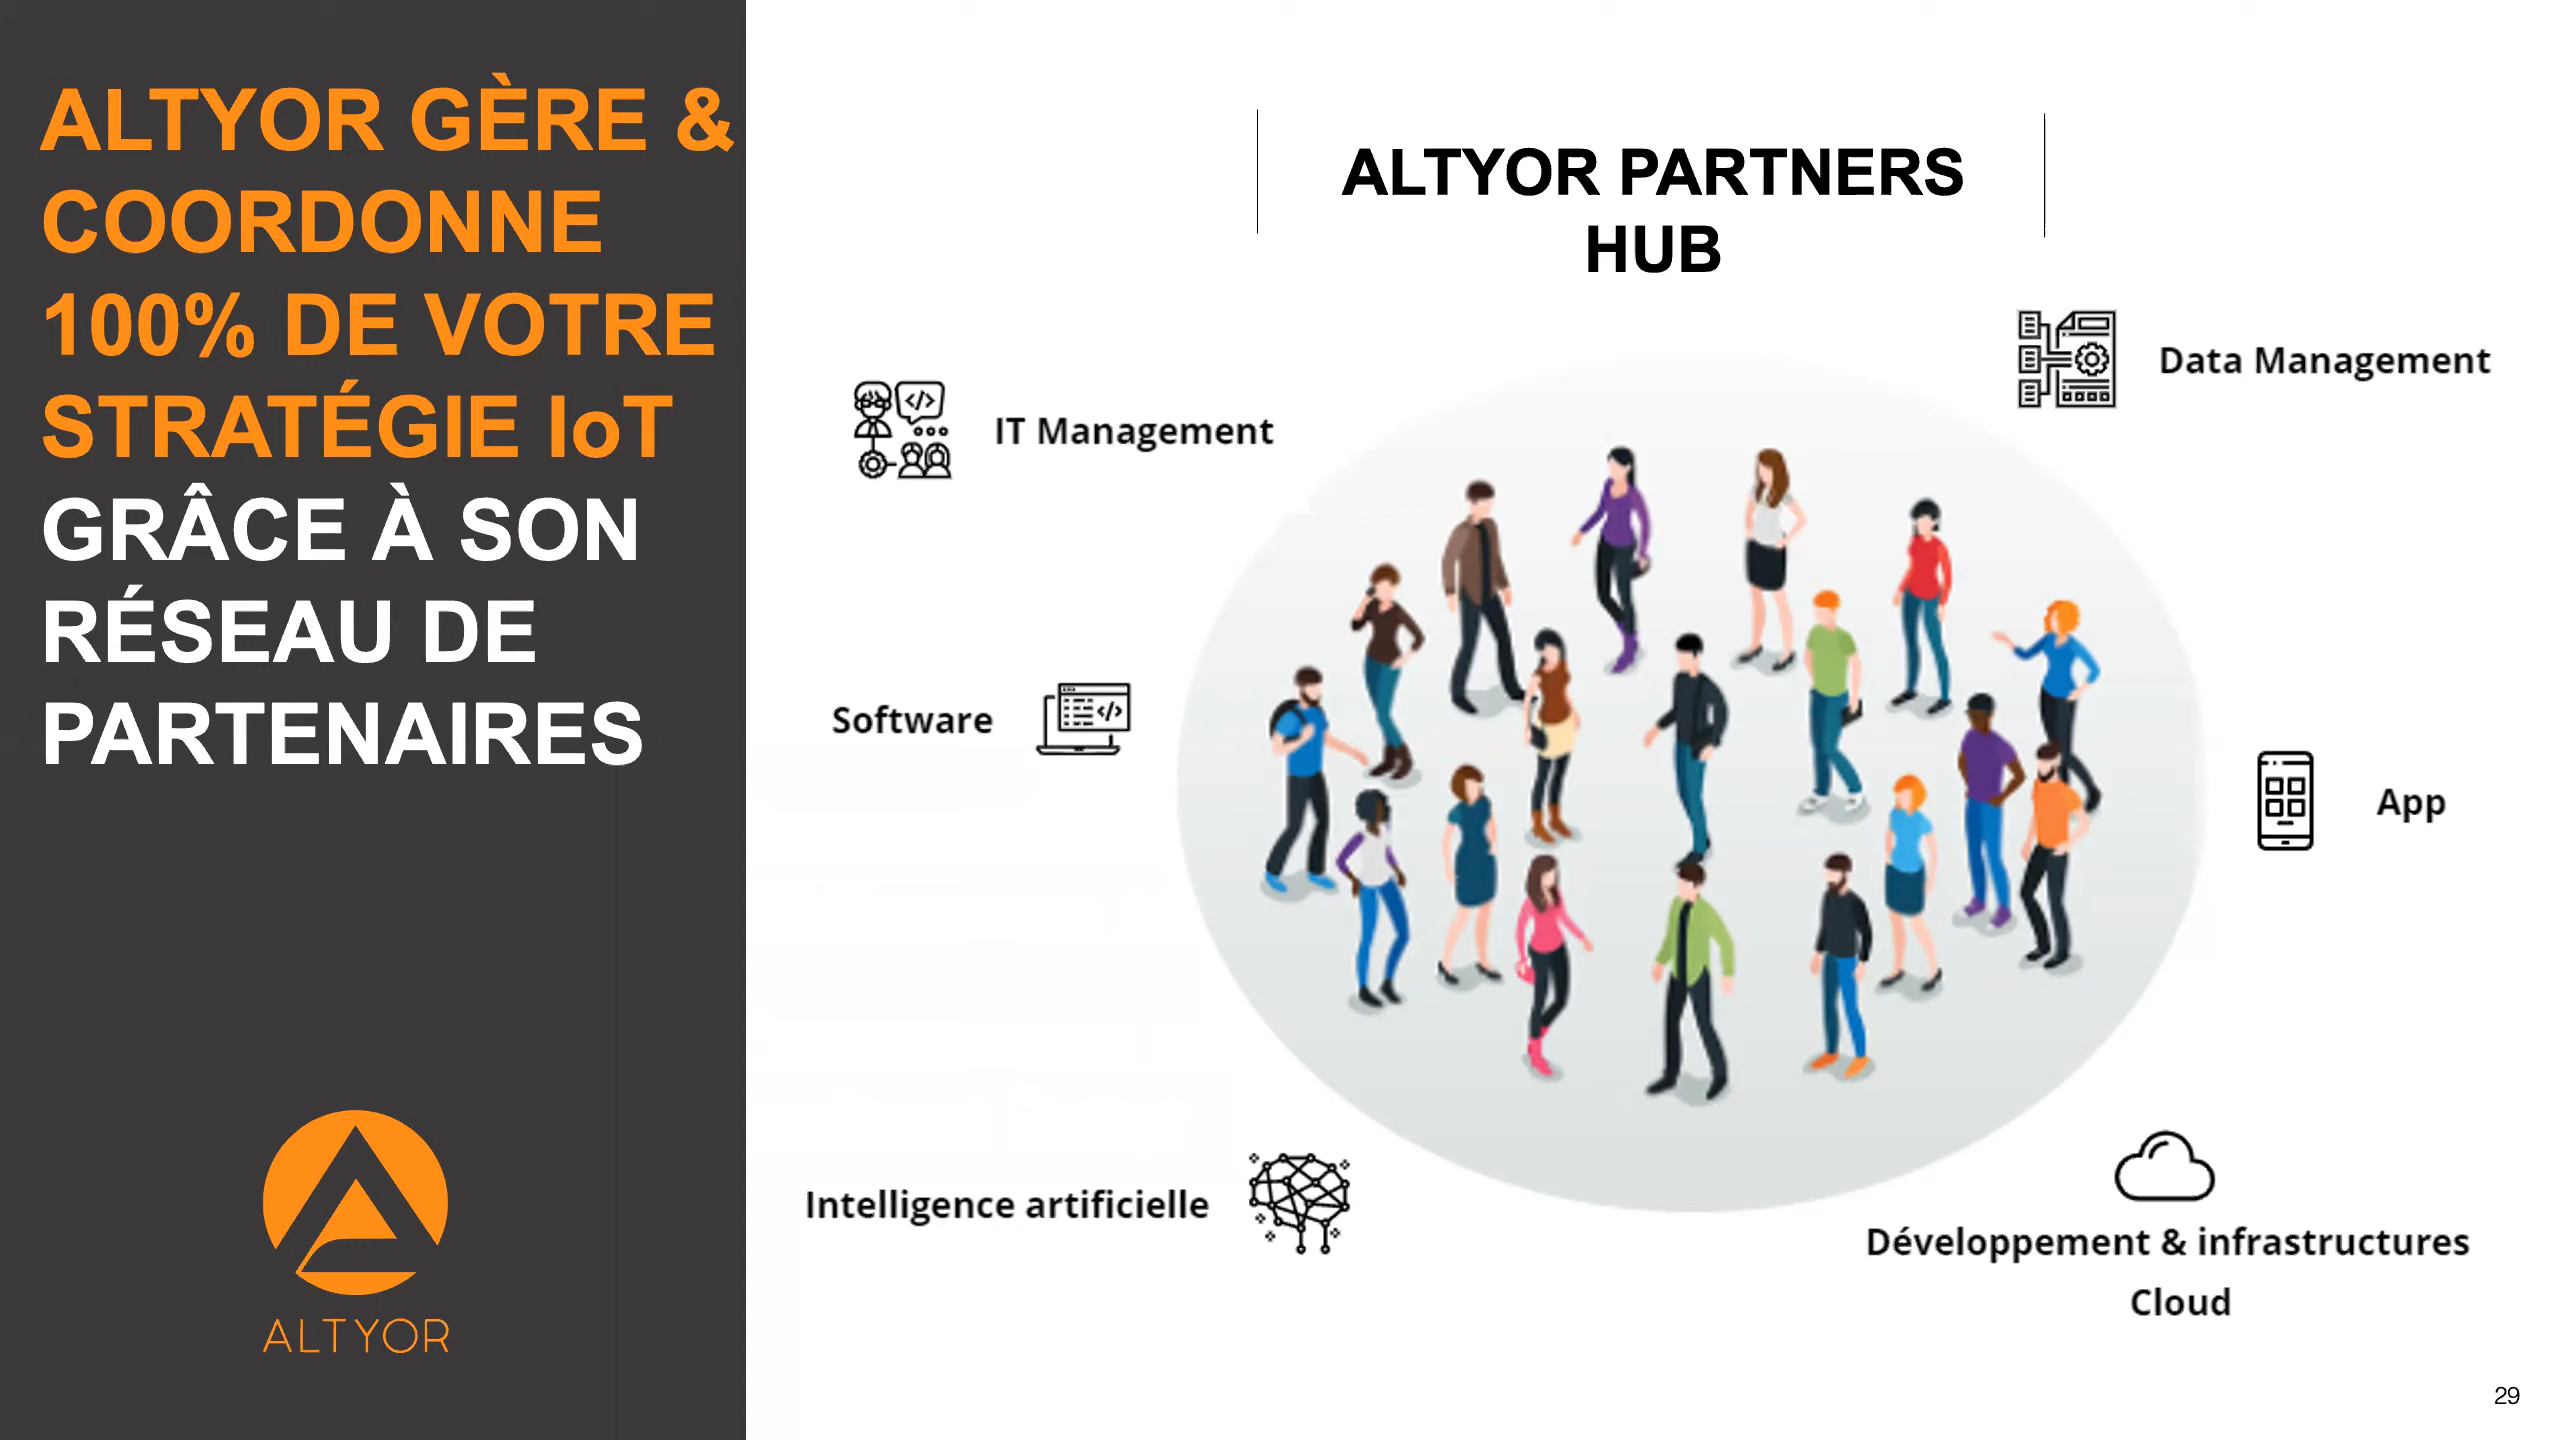 ALTYOR GÈRE &
COORDONNE
100% DE VOTRE
STRATÉGIE IoT
GRÂCE À SON
RÉSEAU DE
PARTENAIRES
ALTYOR
ALTYOR PARTNERS
HUB
Data Management
IT Management
Software
App
Intelligence artificielle
Développement & infrastructures
Cloud
29